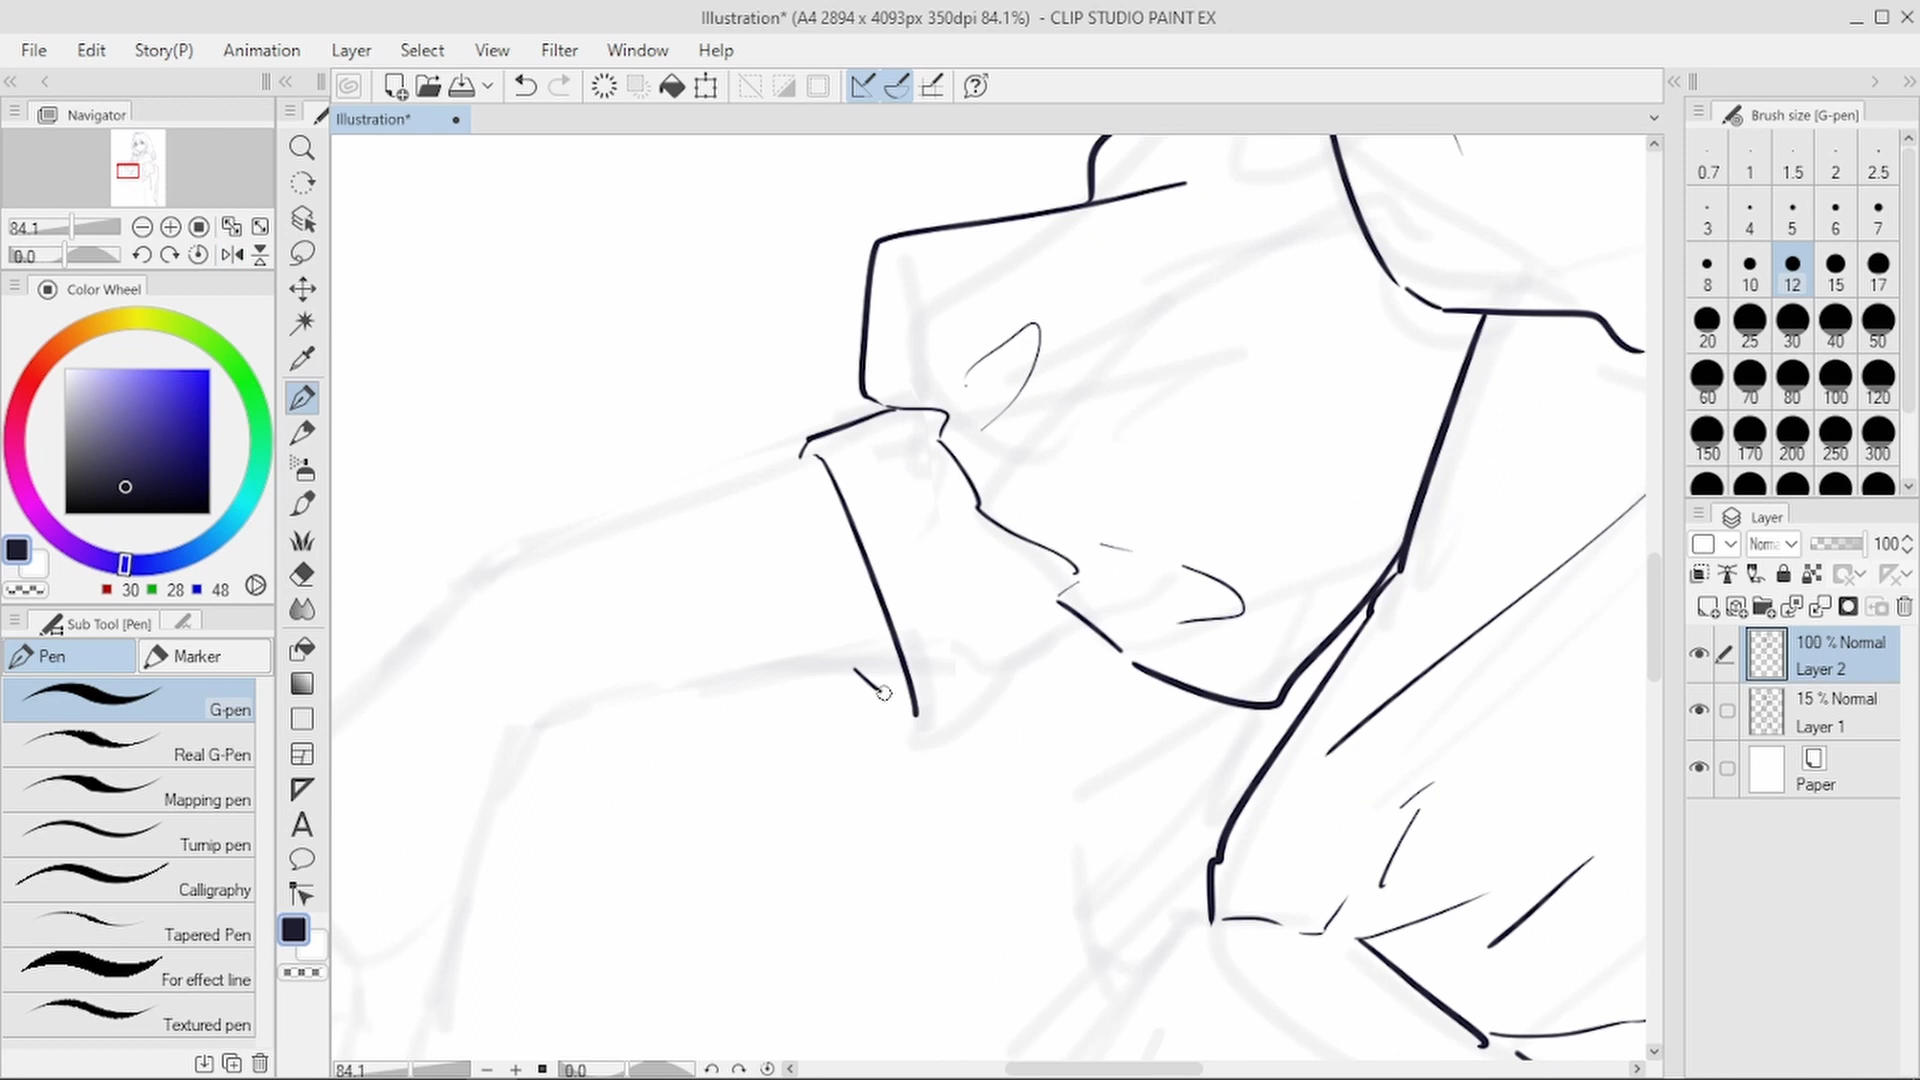 Illustration* (A4 2894 x 4093px 350dpi 84.1%)  - CLIP STUDIO PAINT EX
File Edit Story(P) Animation Layer Select View Filter Window Help
Navigator
Illustration*
84.1
0.0
Color Wheel
30 28 48
Sub Tool [Pen]
Pen Marker
G-pen
Real G-Pen
Mapping pen
Turnip pen
Calligraphy
Tapered Pen
For effect line
Textured pen
84.1 0.0
Brush size [G-pen]
0.7 1 1.5 2 2.5
3 4 5 6 7
8 10 12 15 17
20 25 30 40 50
60 70 80 100 120
150 170 200 250 300
Layer
Norma 100
100 % Normal
Layer 2
15 % Normal
Layer 1
Paper